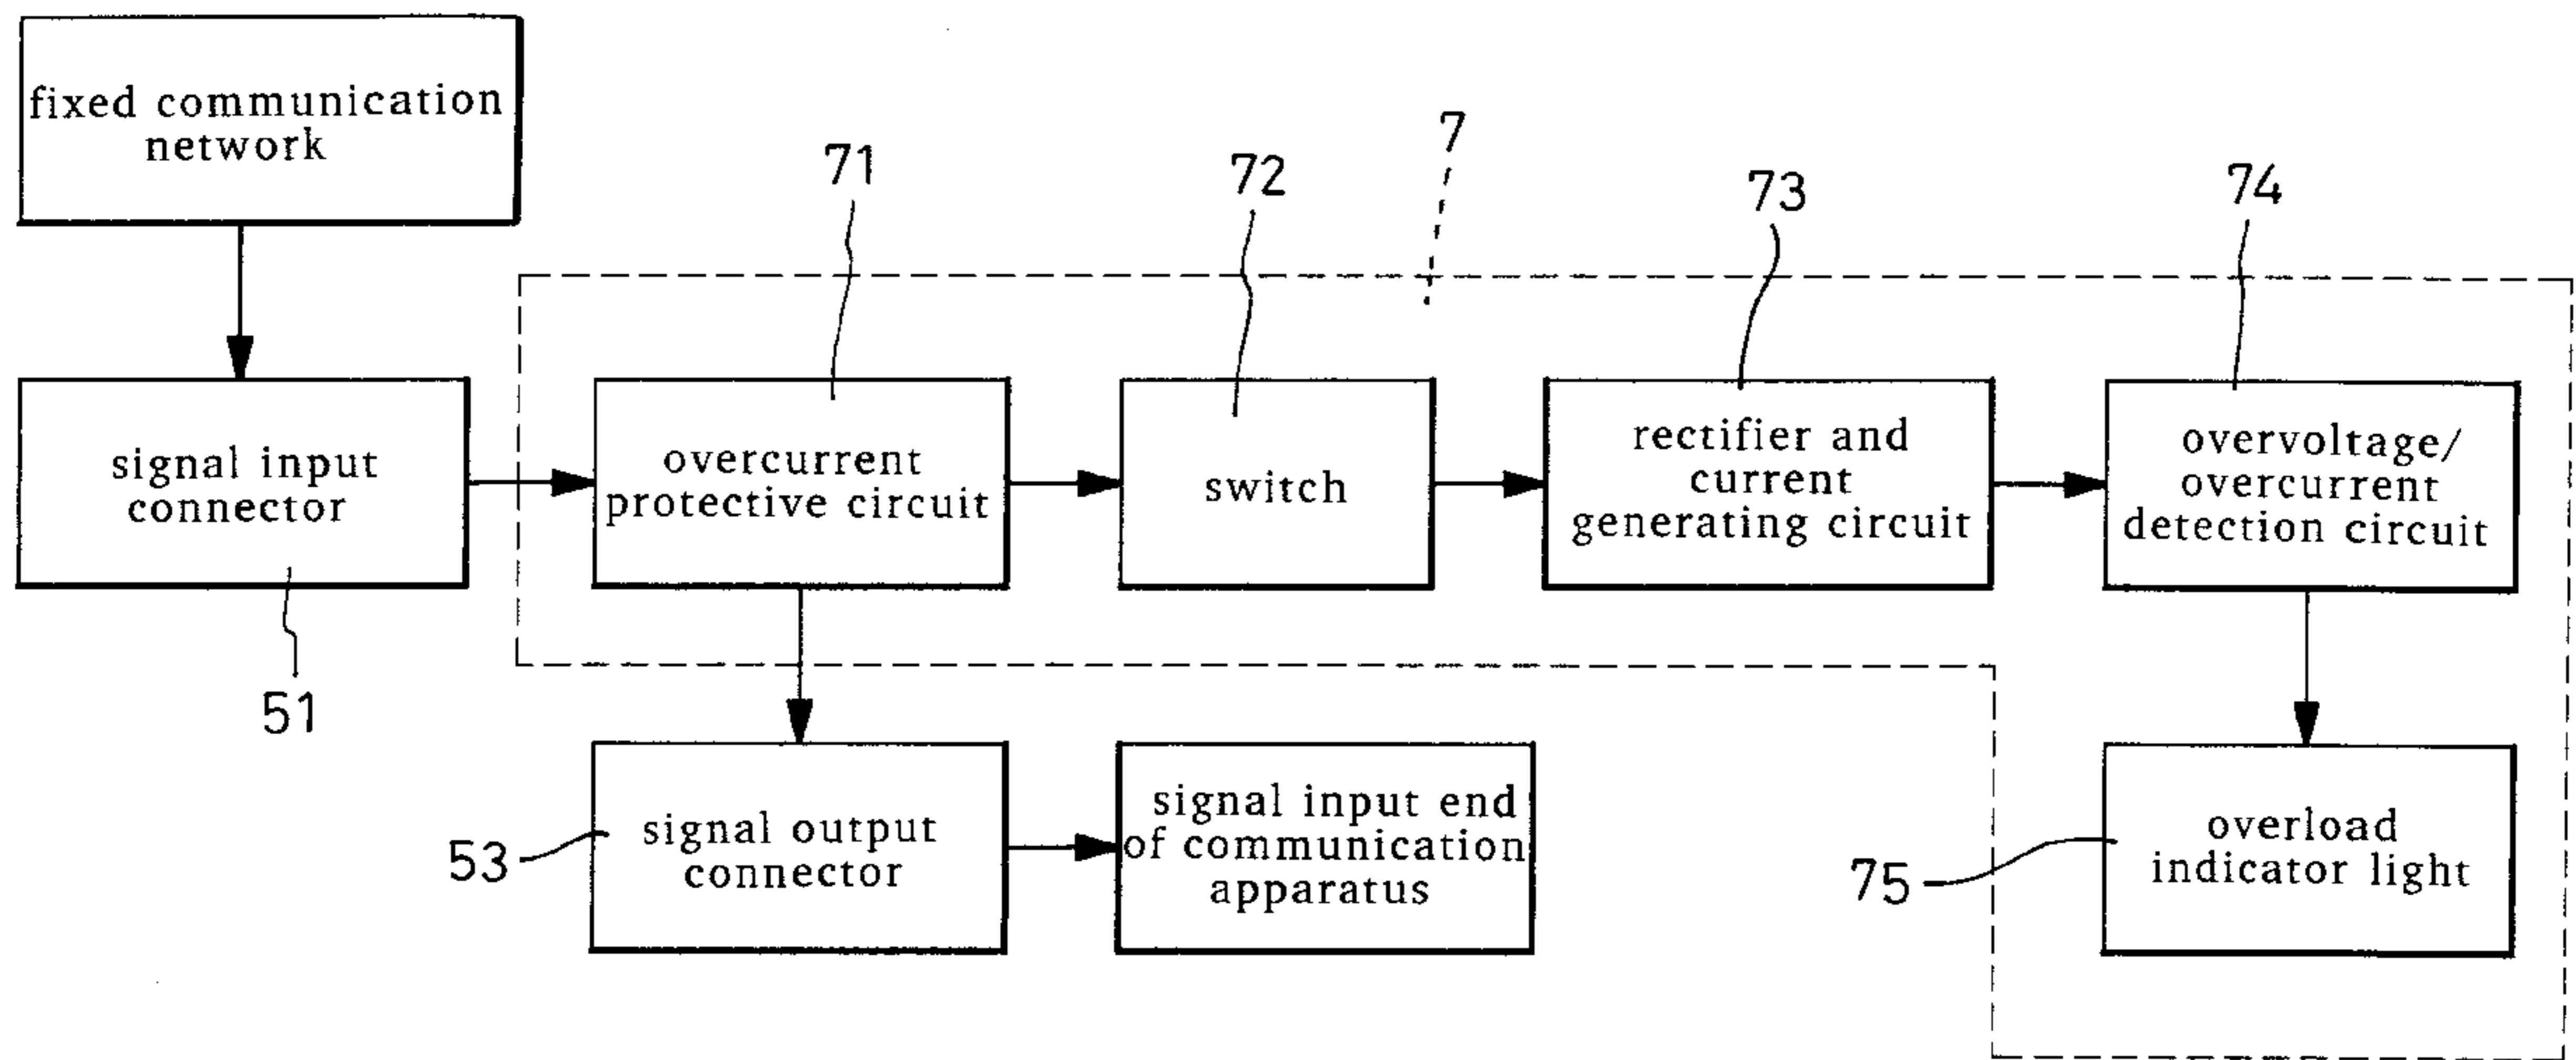 fixed communication
network
71
72
7
73
74
signal input
connector
overcurrent
protective circuit
switch
rectifier and
current
generating circuit
overvoltage/
overcurrent
detection circuit
51
53
signal output
connector
signal input end
of communication
apparatus
75
overload
indicator light